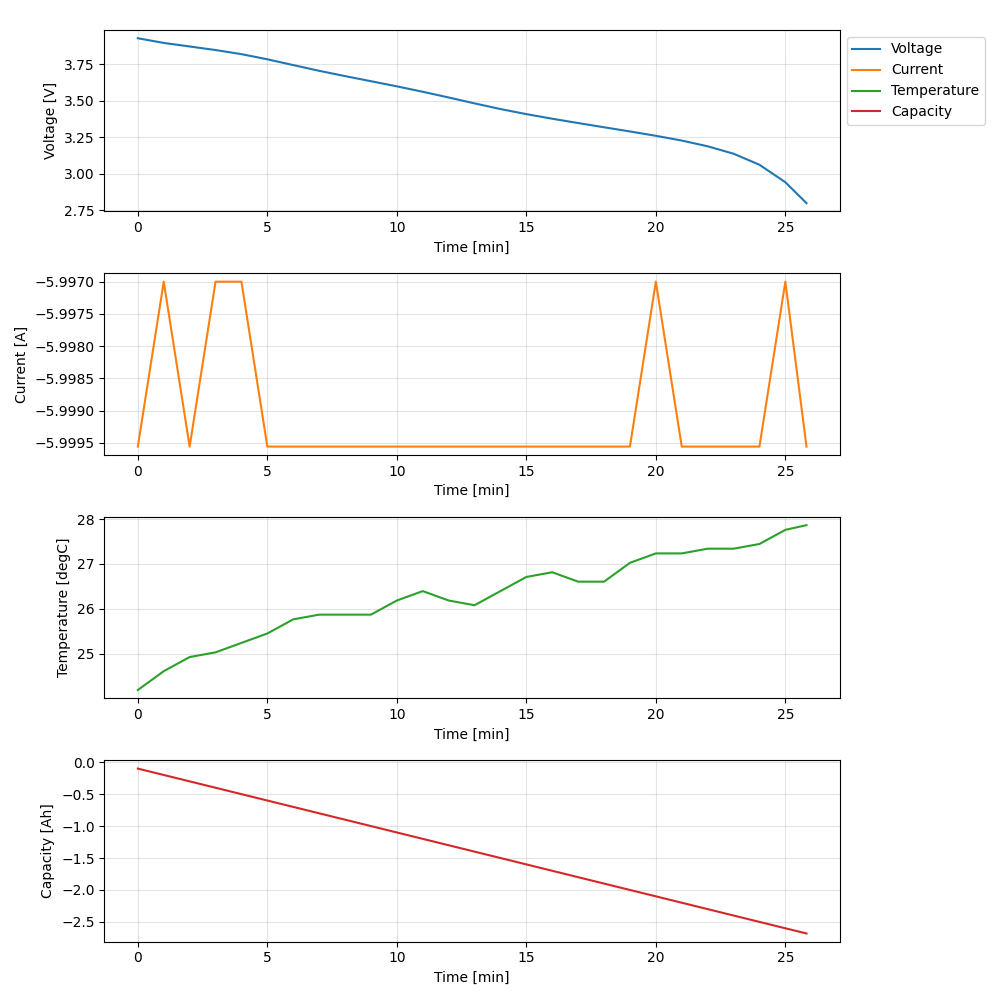 Voltage [V]
3.75
3.50
3.25
3.00
2.75
0 5 10 15 20 25
Time [min]
Voltage
Current
Temperature
Capacity
Current [A]
−5.9970
−5.9975
−5.9980
−5.9985
−5.9990
−5.9995
0 5 10 15 20 25
Time [min]
Temperature [degC]
28
27
26
25
0 5 10 15 20 25
Time [min]
Capacity [Ah]
0.0
−0.5
−1.0
−1.5
−2.0
−2.5
0 5 10 15 20 25
Time [min]